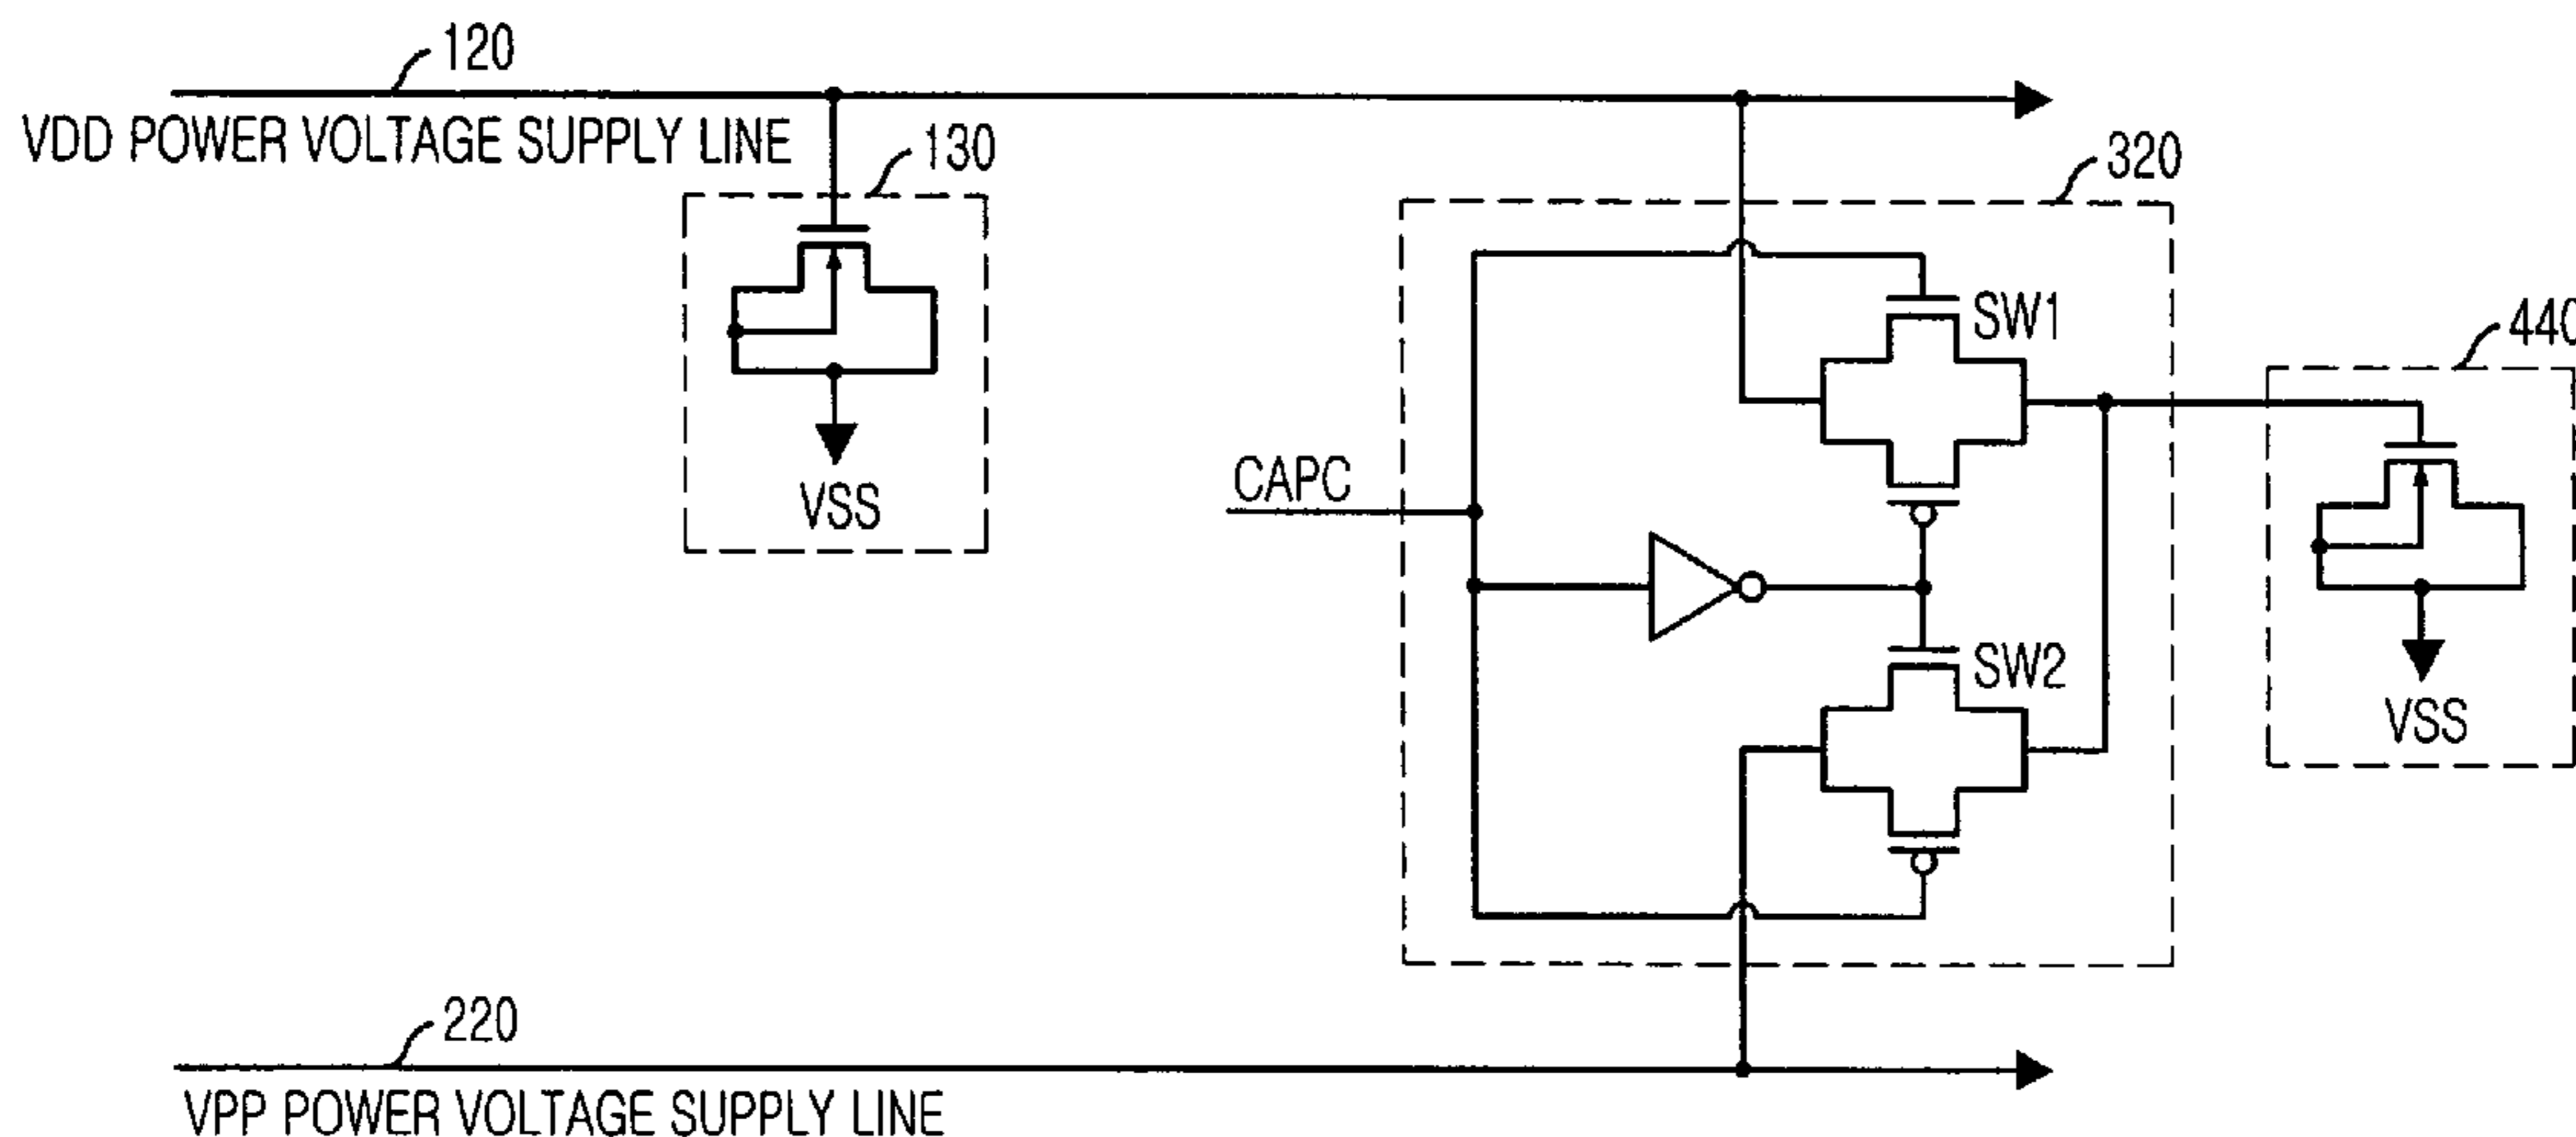 120
VDD POWER VOLTAGE SUPPLY LINE
130
320
SW1
440
CAPC
VSS
SW2
VSS
220
VPP POWER VOLTAGE SUPPLY LINE